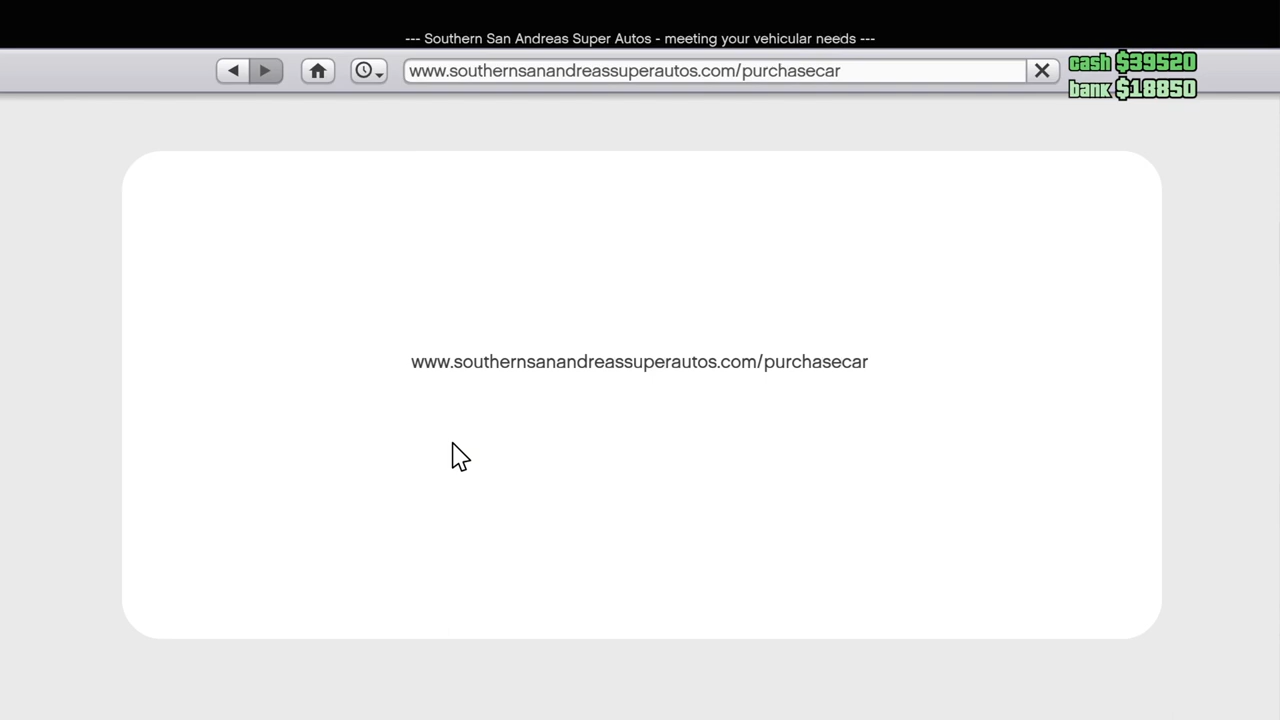 --- Southern San Andreas Super Autos - meeting your vehicular needs ---
www.southernsanandreassuperautos.com/purchasecar
cash $39520
bank $18850
www.southernsanandreassuperautos.com/purchasecar